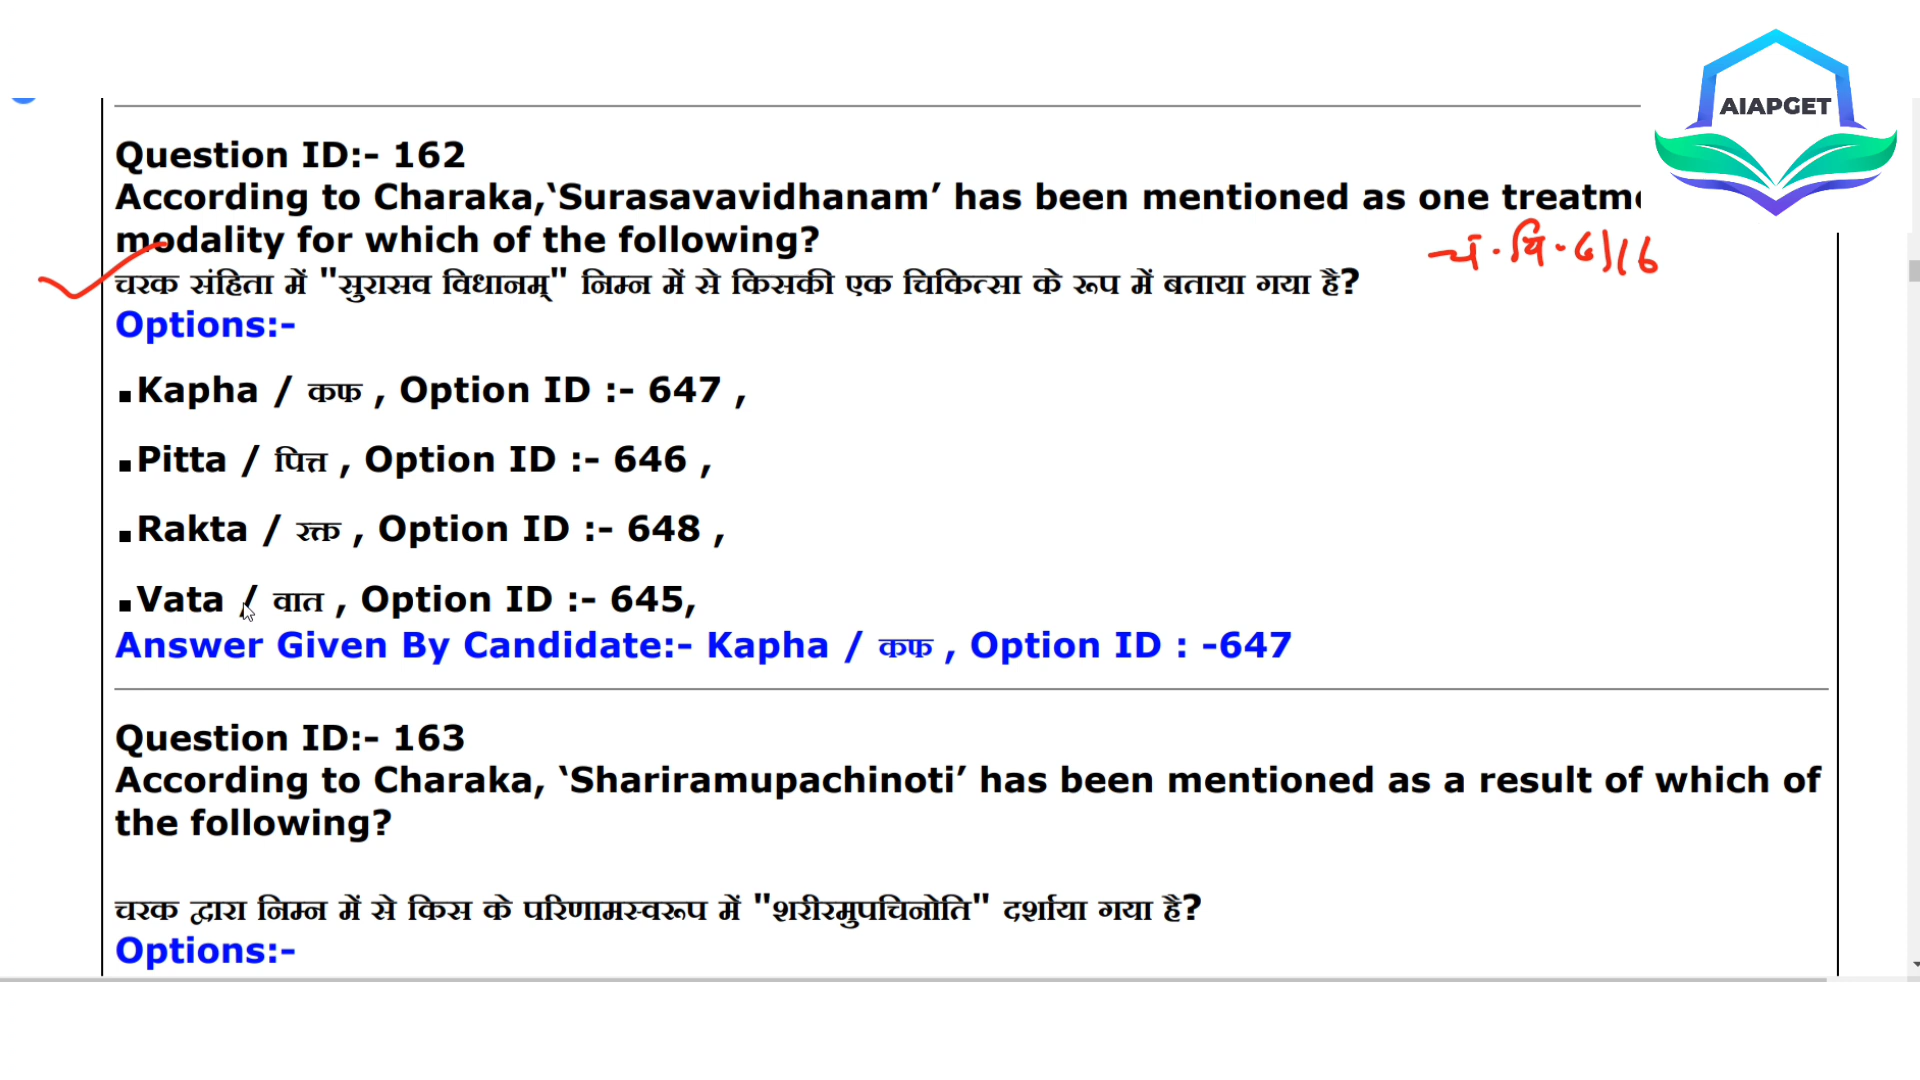 AIAPGET
Question ID:- 162
According to Charaka,‘Surasavavidhanam’ has been mentioned as one treatm
modality for which of the following?
च. वि. 6/16
चरक संहिता में "सुरासव विधानम्" निम्न में से किसकी एक चिकित्सा के रूप में बताया गया है?
Options:-
Kapha / कफ , Option ID :- 647 ,
Pitta / पित्त , Option ID :- 646 ,
Rakta / रक्त , Option ID :- 648 ,
Vata / वात , Option ID :- 645,
Answer Given By Candidate:- Kapha / कफ , Option ID : -647
Question ID:- 163
According to Charaka, ‘Shariramupachinoti’ has been mentioned as a result of which of
the following?
चरक द्वारा निम्न में से किस के परिणामस्वरूप में "शरीरमुपचिनोति" दर्शाया गया है?
Options:-